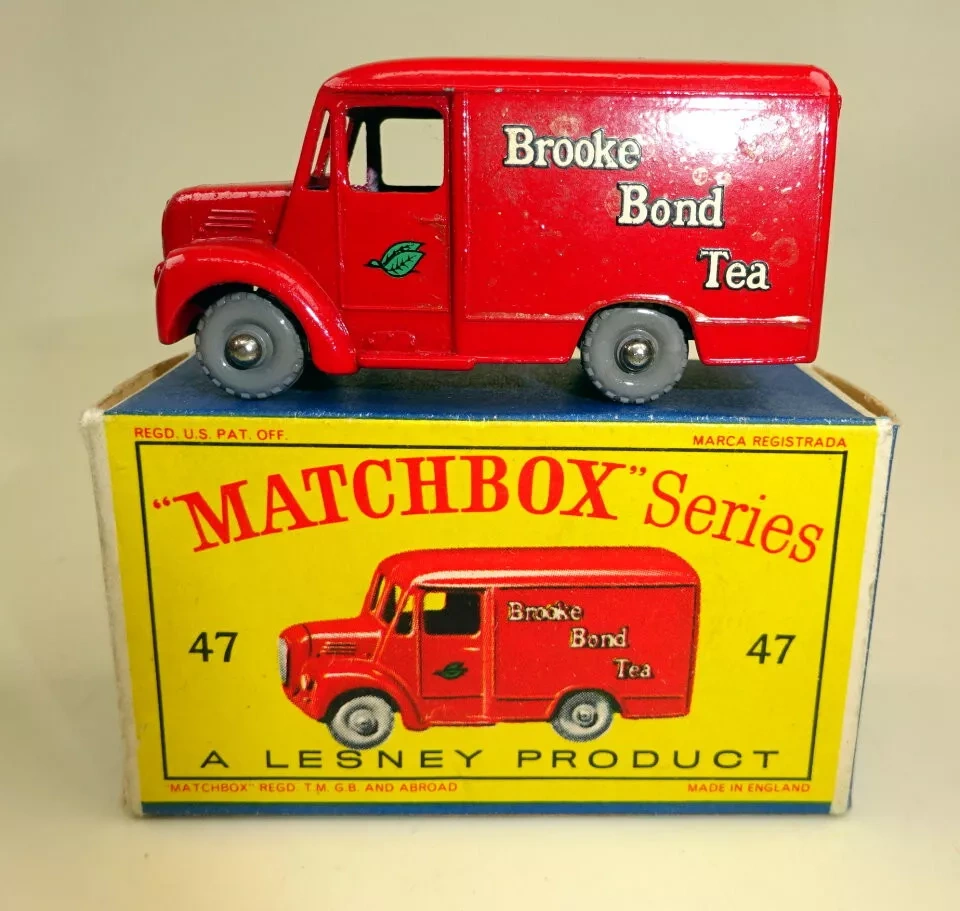 Brooke
Bond
Tea
REGD. U.S. PAT. OFF.
MARCA REGISTRADA
"MATCHBOX" Series
Brooke
Bond
Tea
47
47
A LESNEY PRODUCT
"MATCHBOX" REGD. T.M. G.B. AND ABROAD
MADE IN ENGLAND